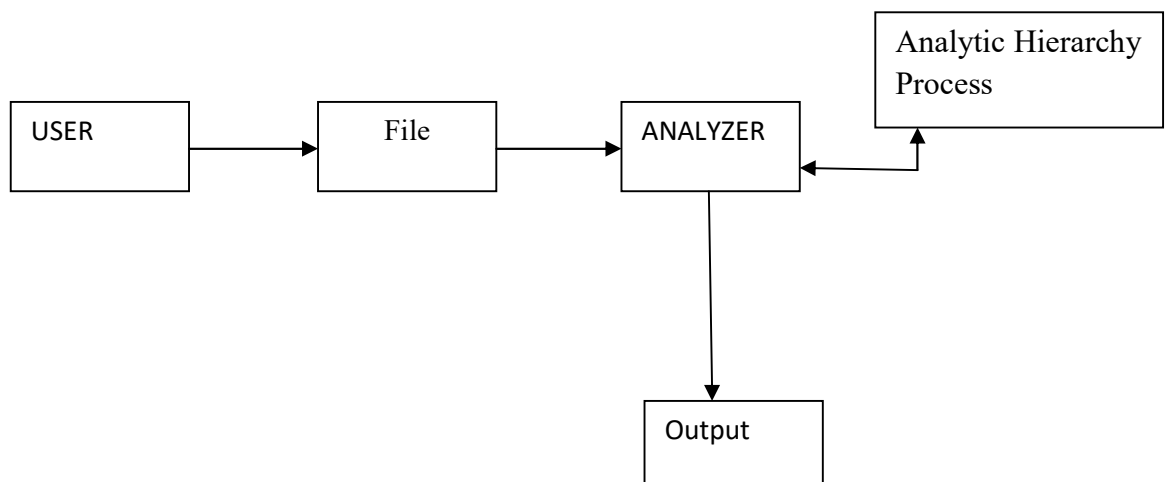 Analytic Hierarchy
Process
USER
File
ANALYZER
Output